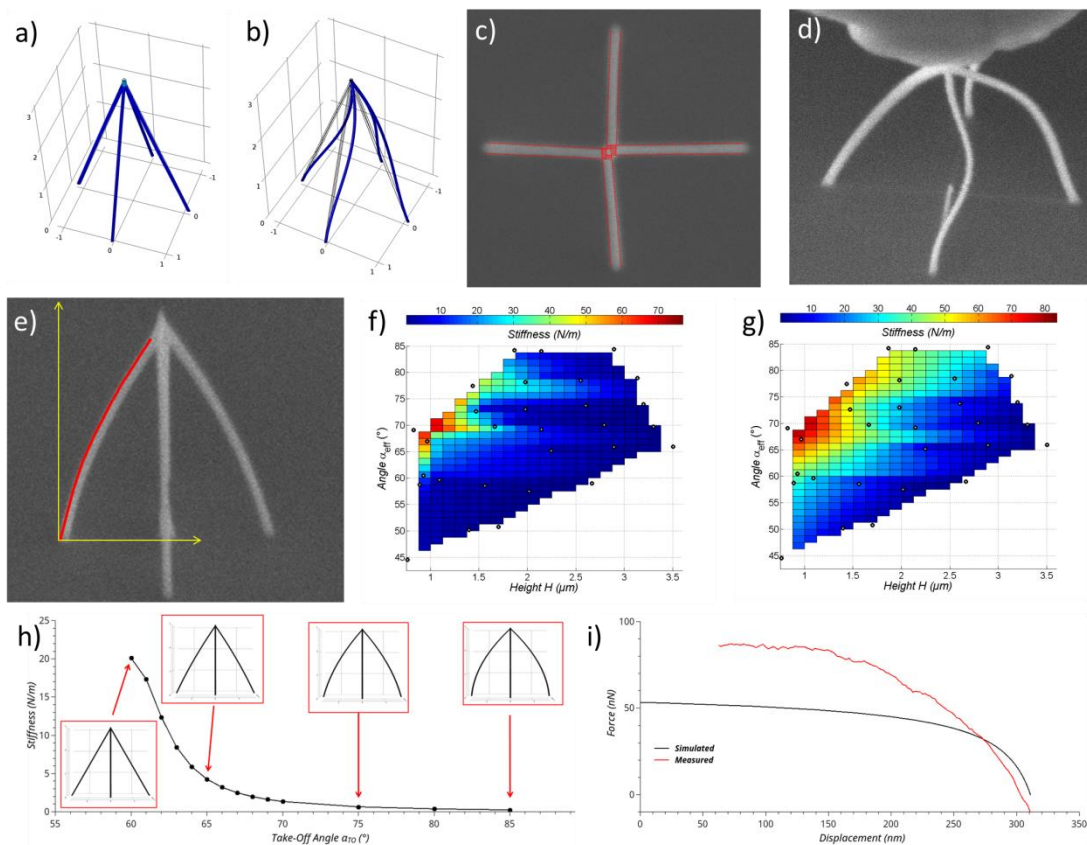 a)
3
2
1
0
-1
0
1
1
0
-1
b)
3
2
1
0
-1
0
1
1
0
-1
c)
d)
e)
f)
10 20 30 40 50 60 70
Stiffness (N/m)
85
80
75
70
65
60
55
50
45
Angle αeff (°)
1 1.5 2 2.5 3 3.5
Height H (µm)
g)
10 20 30 40 50 60 70 80
Stiffness (N/m)
85
80
75
70
65
60
55
50
45
Angle αeff (°)
1 1.5 2 2.5 3 3.5
Height H (µm)
h)
25
20
15
10
5
0
Stiffness (N/m)
55 60 65 70 75 80 85 90
Take-Off Angle αTO (°)
i)
100
50
0
Force (nN)
Simulated
Measured
0 50 100 150 200 250 300 350
Displacement (nm)